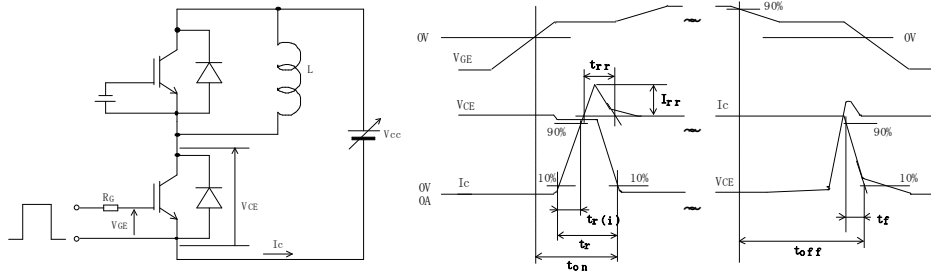 L
Vcc
RG
VGE
VCE
Ic
0V
VGE
trr
Irr
VCE
90%
0V
0A
Ic
10%
10%
tr(i)
tr
ton
~
~
~
90%
0V
Ic
90%
VCE
10%
tf
toff